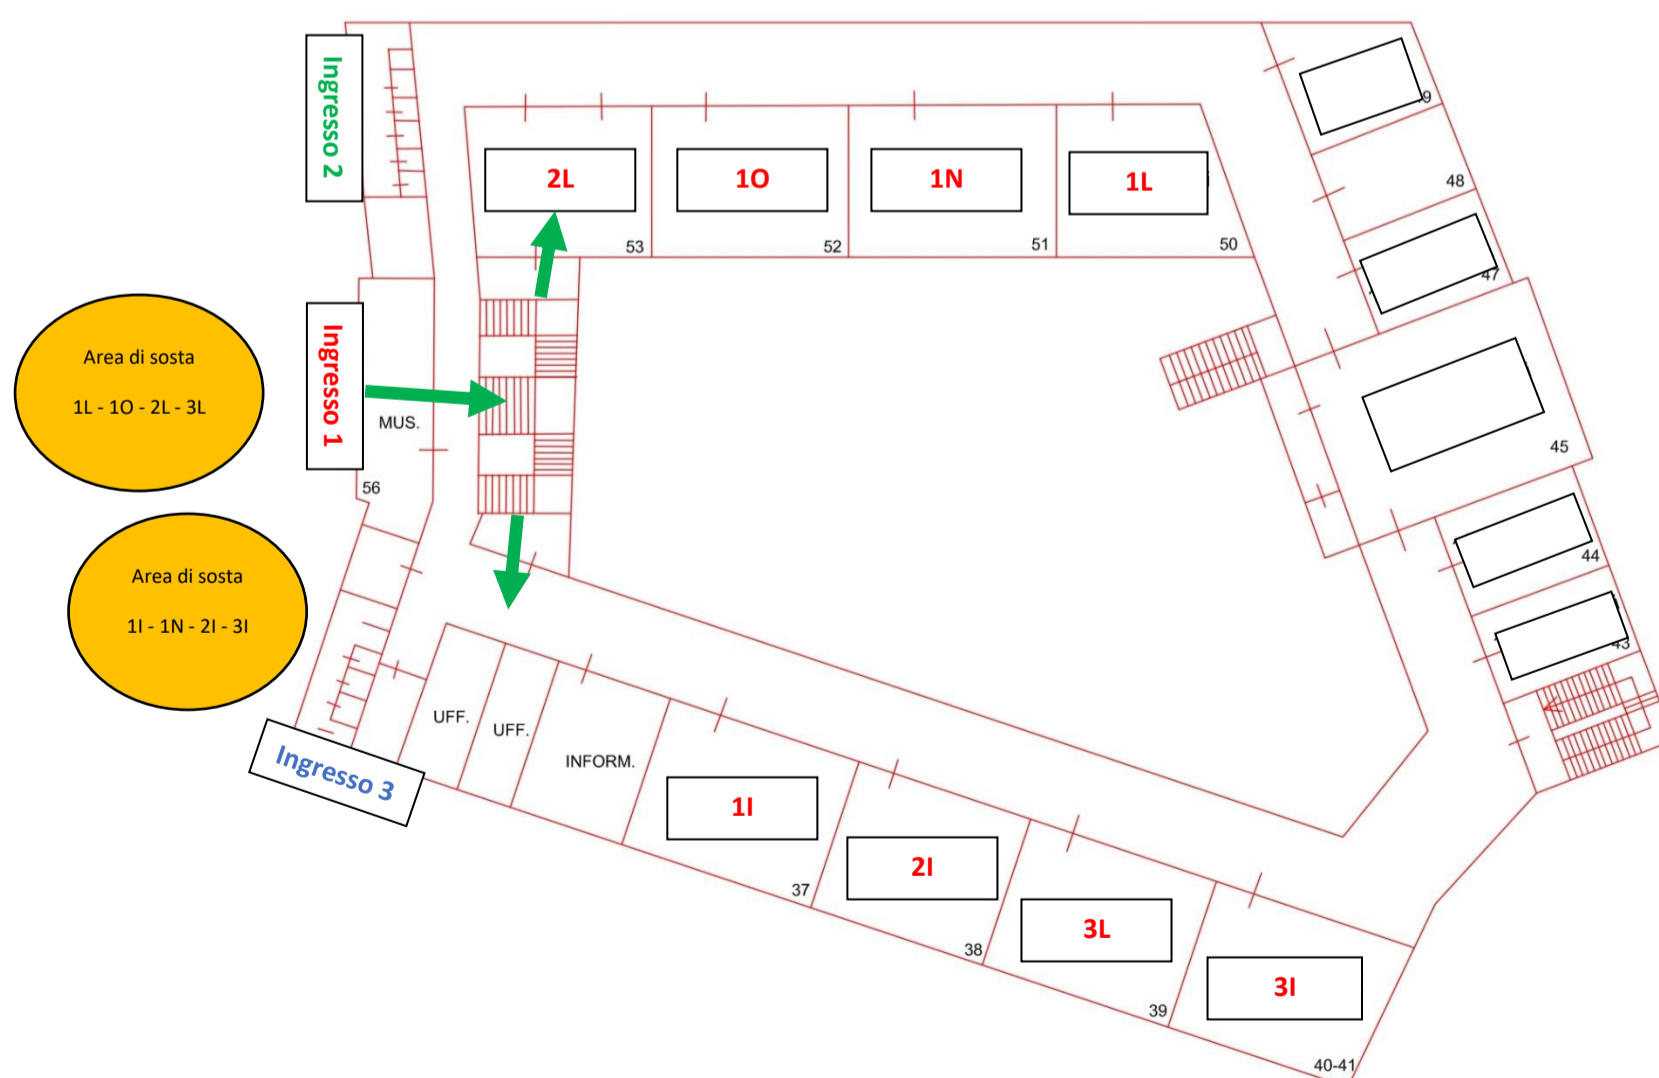 Ingresso 2
2L
1O
1N
1L
53
52
51
50
48
47
45
44
Area di sosta
1L - 1O - 2L - 3L
Ingresso 1
MUS.
56
Area di sosta
1I - 1N - 2I - 3I
Ingresso 3
UFF.
UFF.
INFORM.
1I
37
2I
38
3L
39
3I
40-41